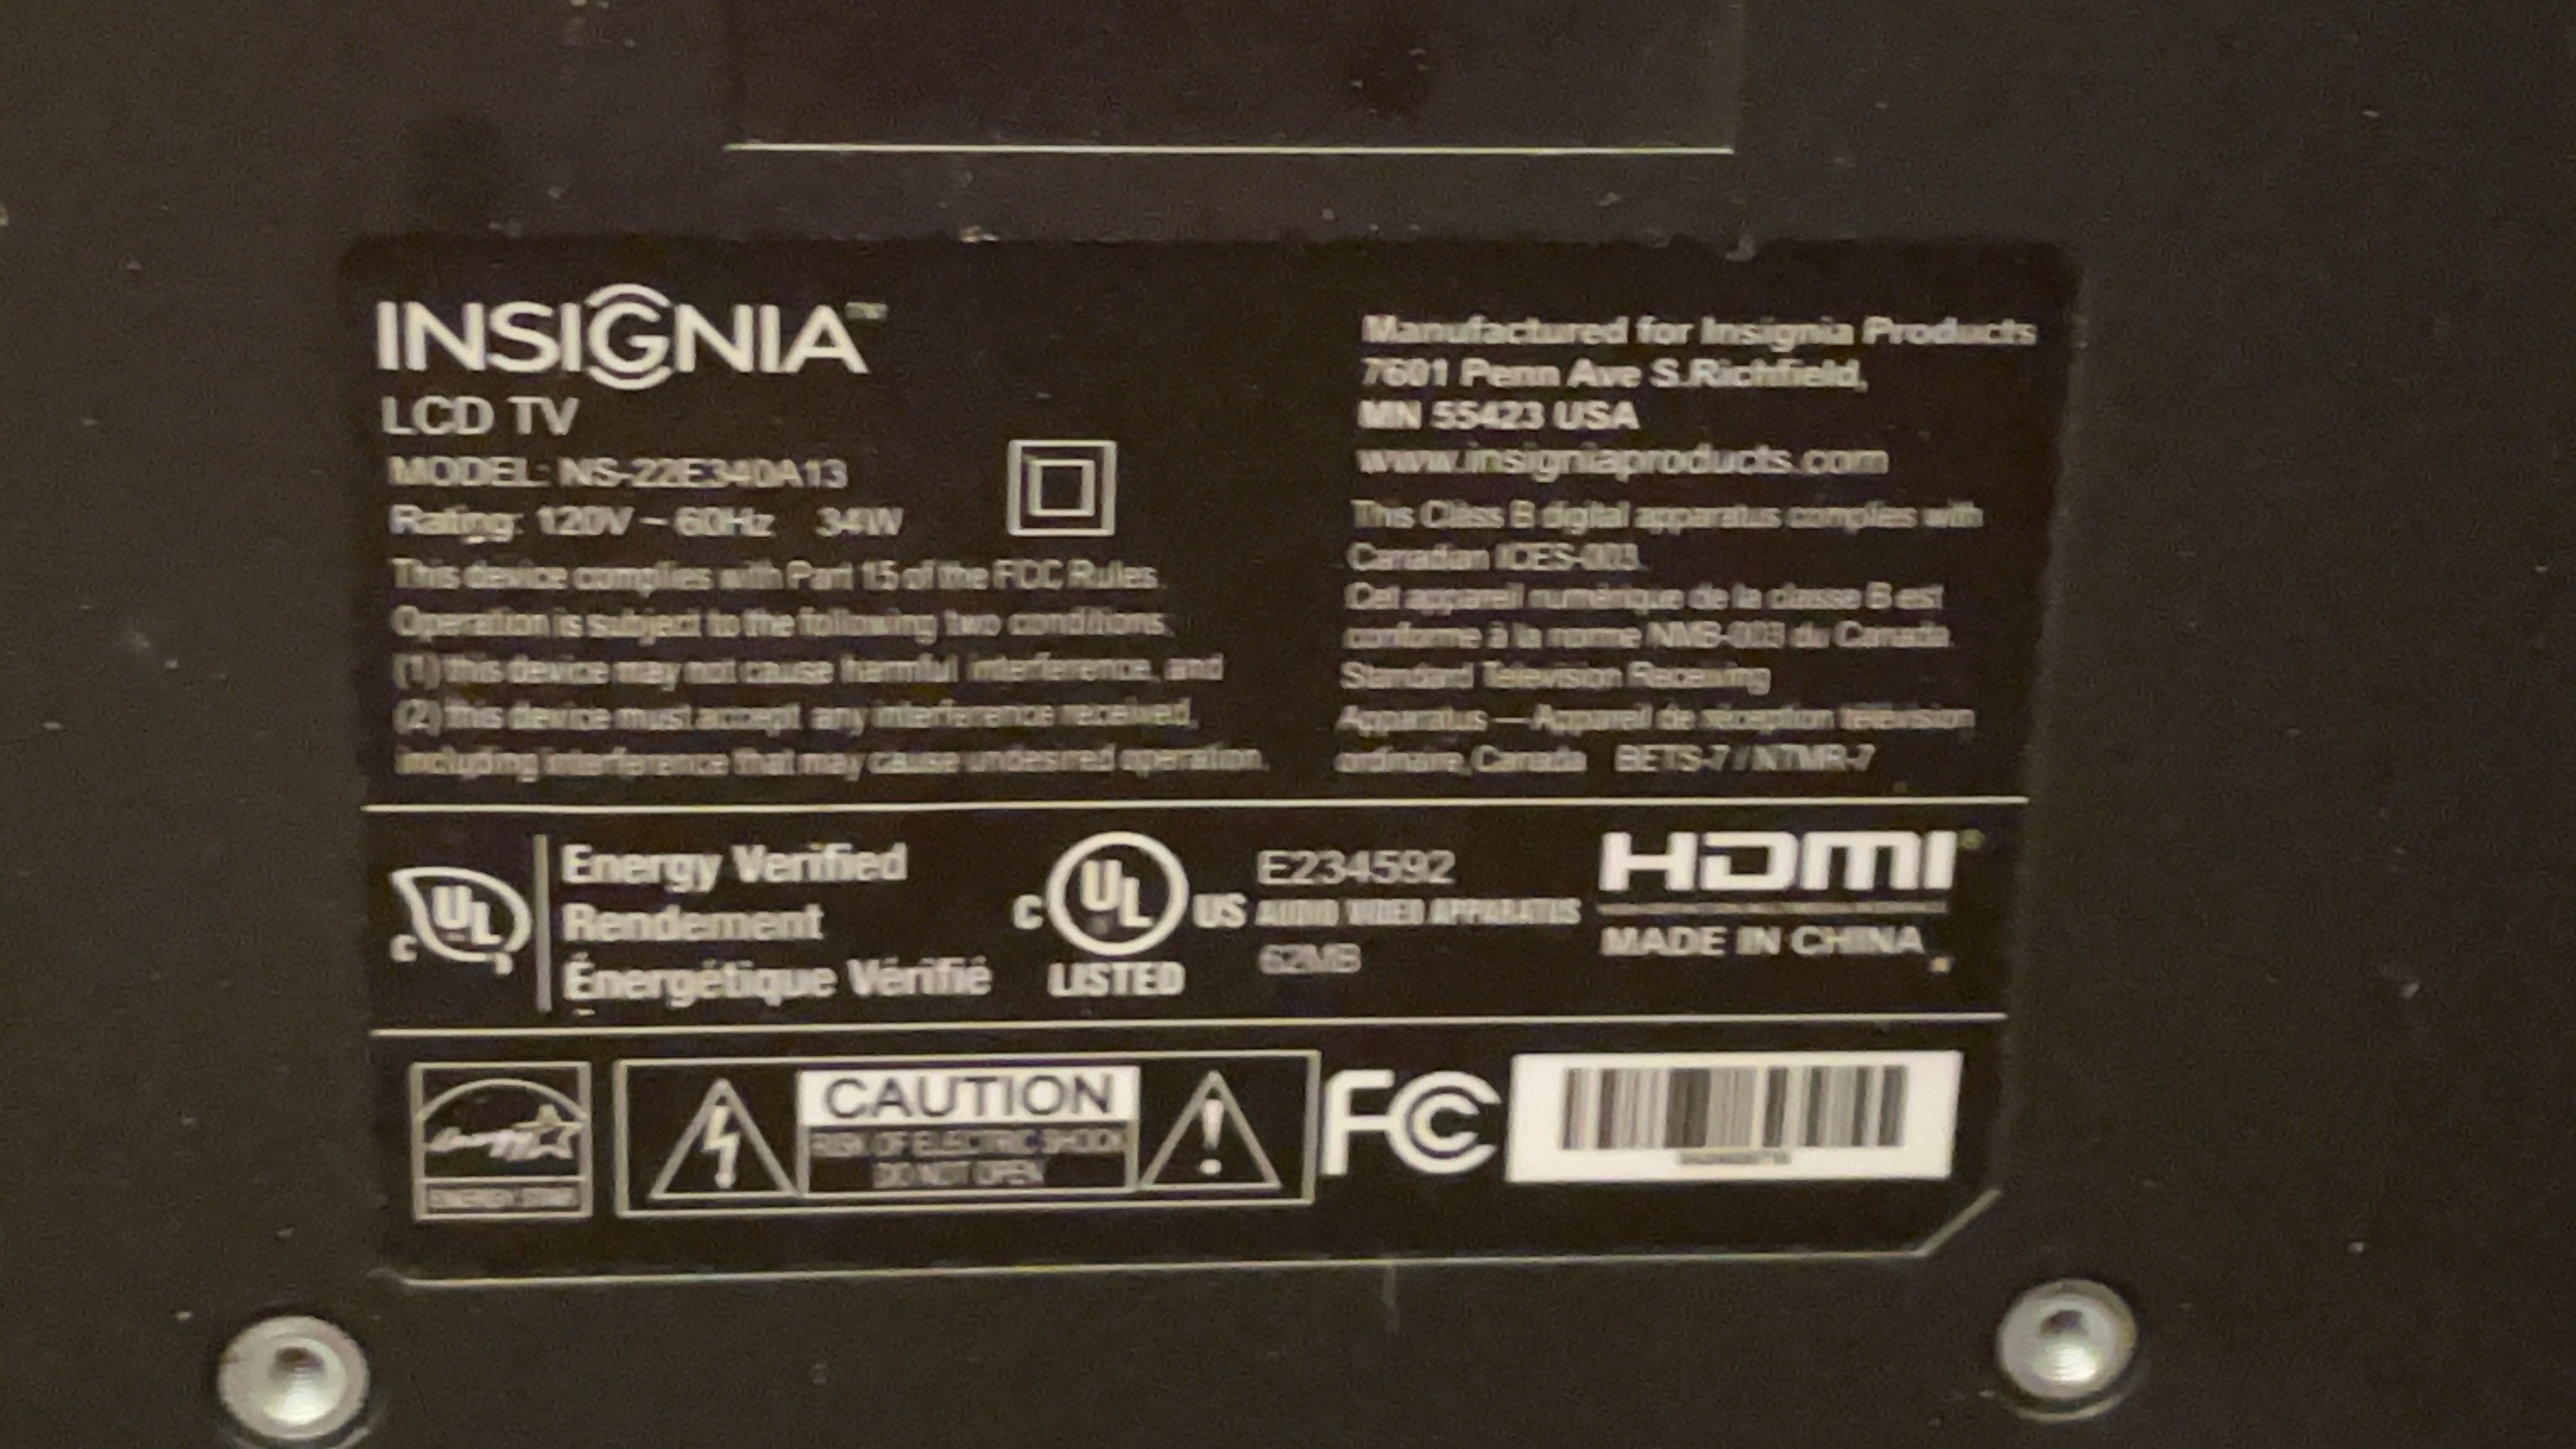 INSIGNIA™
LCD TV
MODEL: NS-22E340A13
Rating: 120V ~ 60Hz 34W
This device complies with Part 15 of the FCC Rules.
Operation is subject to the following two conditions,
(1) this device may not cause harmful interference, and
(2) this device must accept any interference received,
including interference that may cause undesired operation.
Manufactured for Insignia Products
7601 Penn Ave S.Richfield,
MN 55423 USA
www.insigniaproducts.com
This Class B digital apparatus complies with
Canadian ICES-003.
Cet appareil numérique de la classe B est
conforme à la norme NMB-003 du Canada.
Standard Television Receiving
Apparatus — Appareil de réception télévision
ordinaire, Canada BETS-7 / NTMR-7
C UL
Energy Verified
Rendement
Énergétique Vérifié
C UL US
LISTED
E234592
AUDIO VIDEO APPARATUS
62MB
HDMI
MADE IN CHINA
energy
ENERGY STAR
CAUTION
RISK OF ELECTRIC SHOCK
DO NOT OPEN
FC